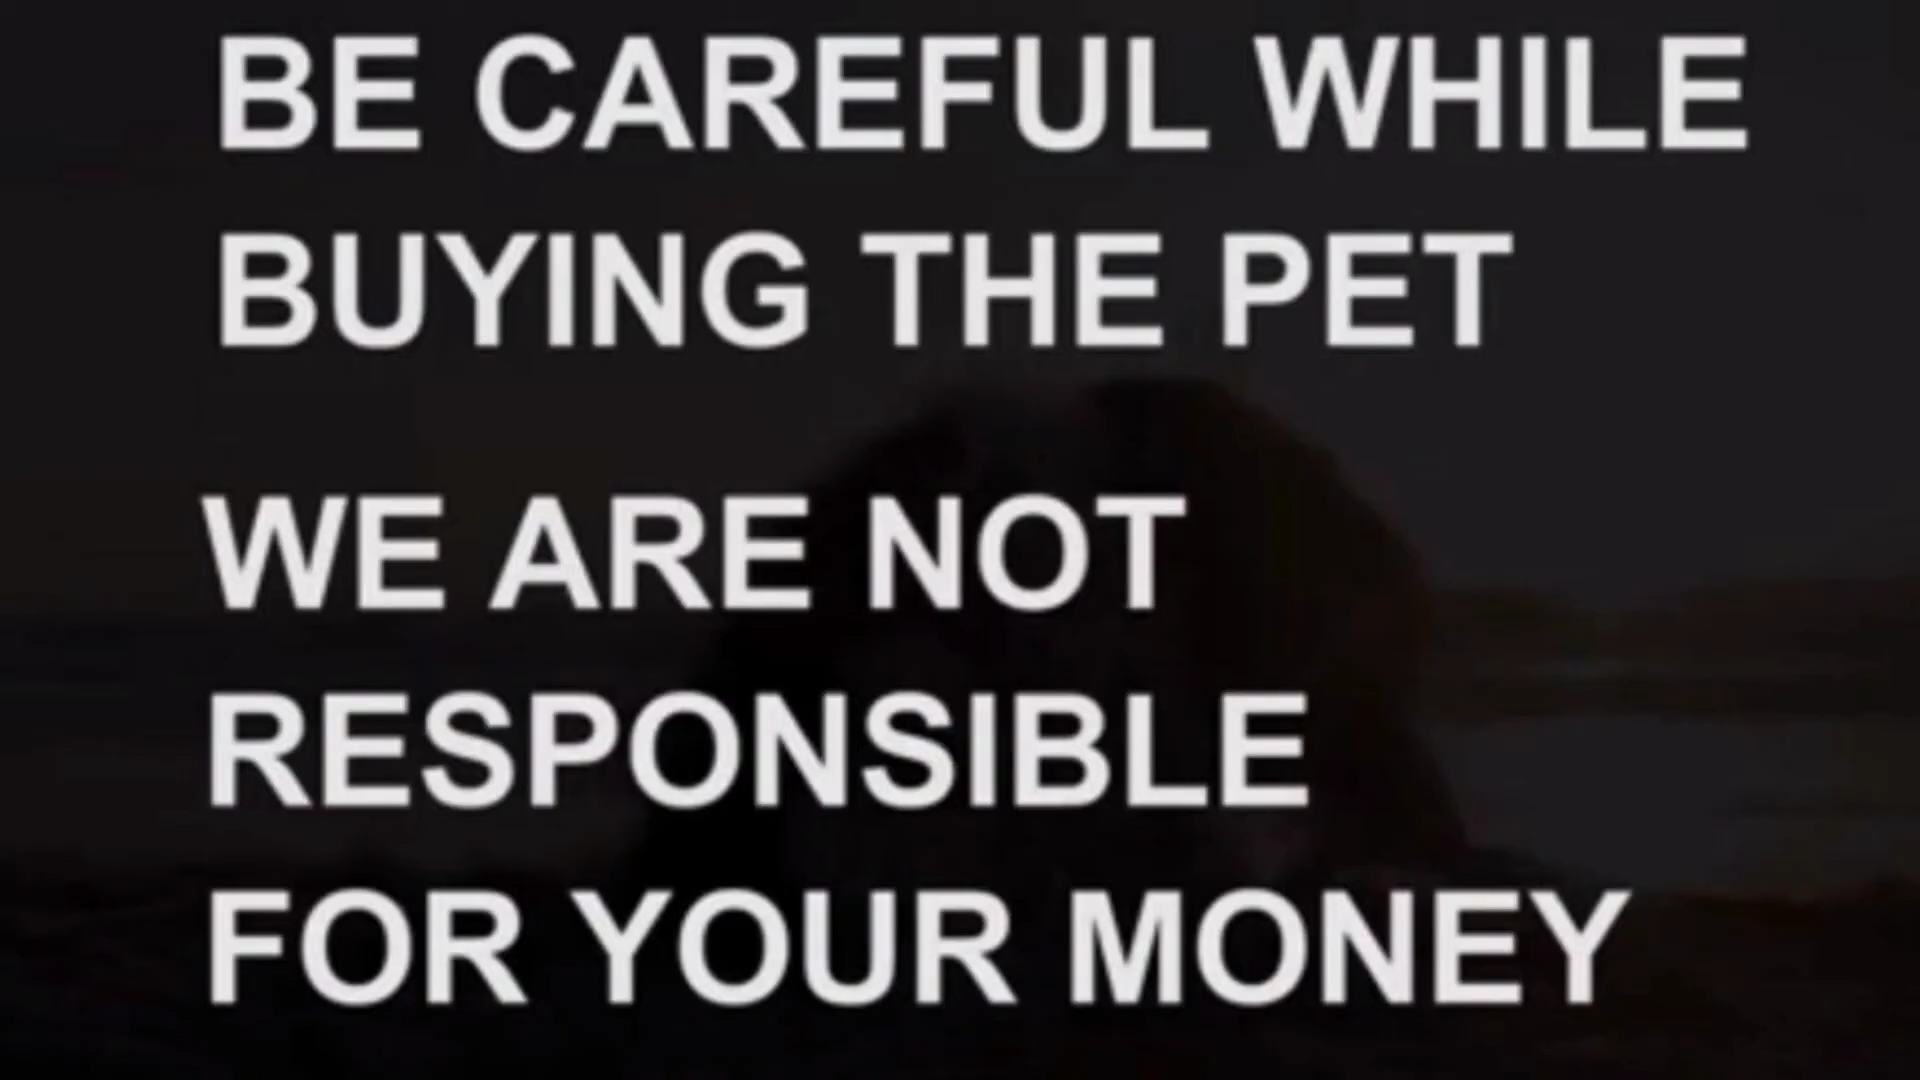 BE CAREFUL WHILE
BUYING THE PET
WE ARE NOT
RESPONSIBLE
FOR YOUR MONEY